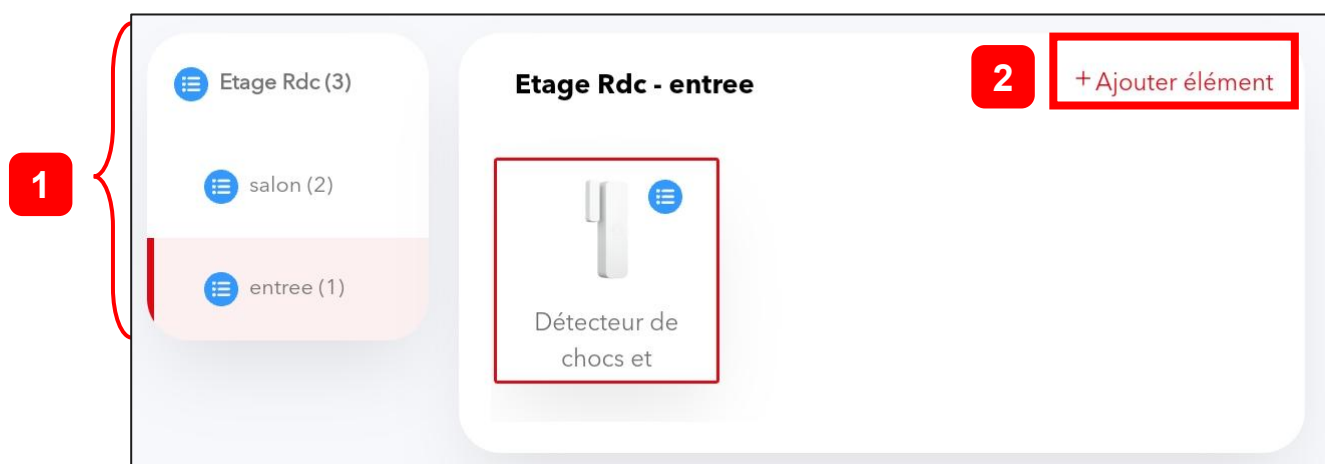 1
Etage Rdc (3)
salon (2)
entree (1)
Etage Rdc - entree
2
+ Ajouter élément
Détecteur de
chocs et